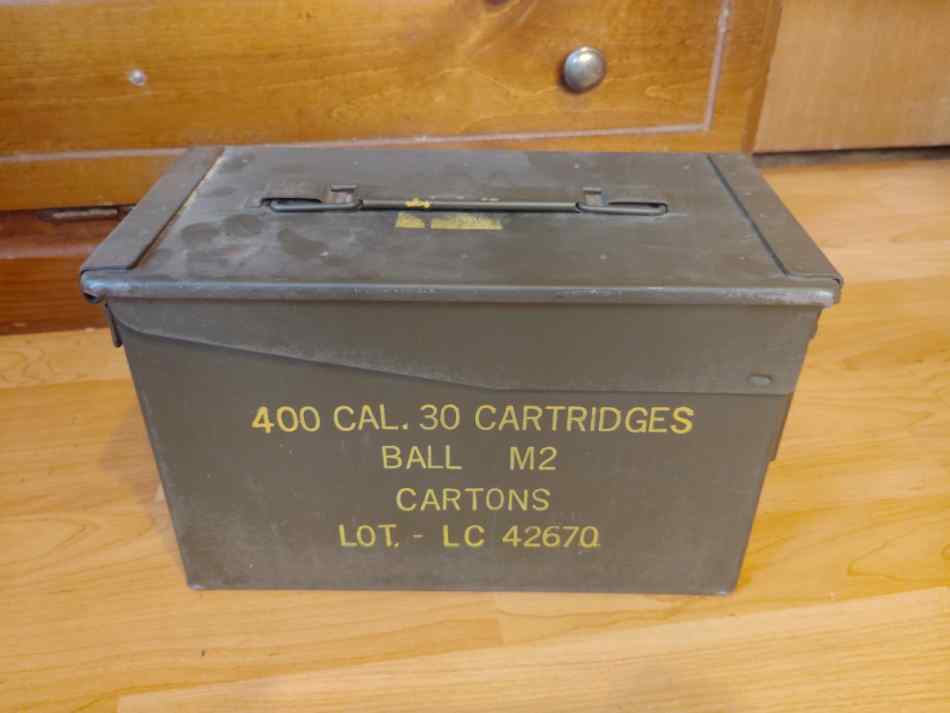 400 CAL. 30 CARTRIDGES
BALL M2
CARTONS
LOT. - LC 42670